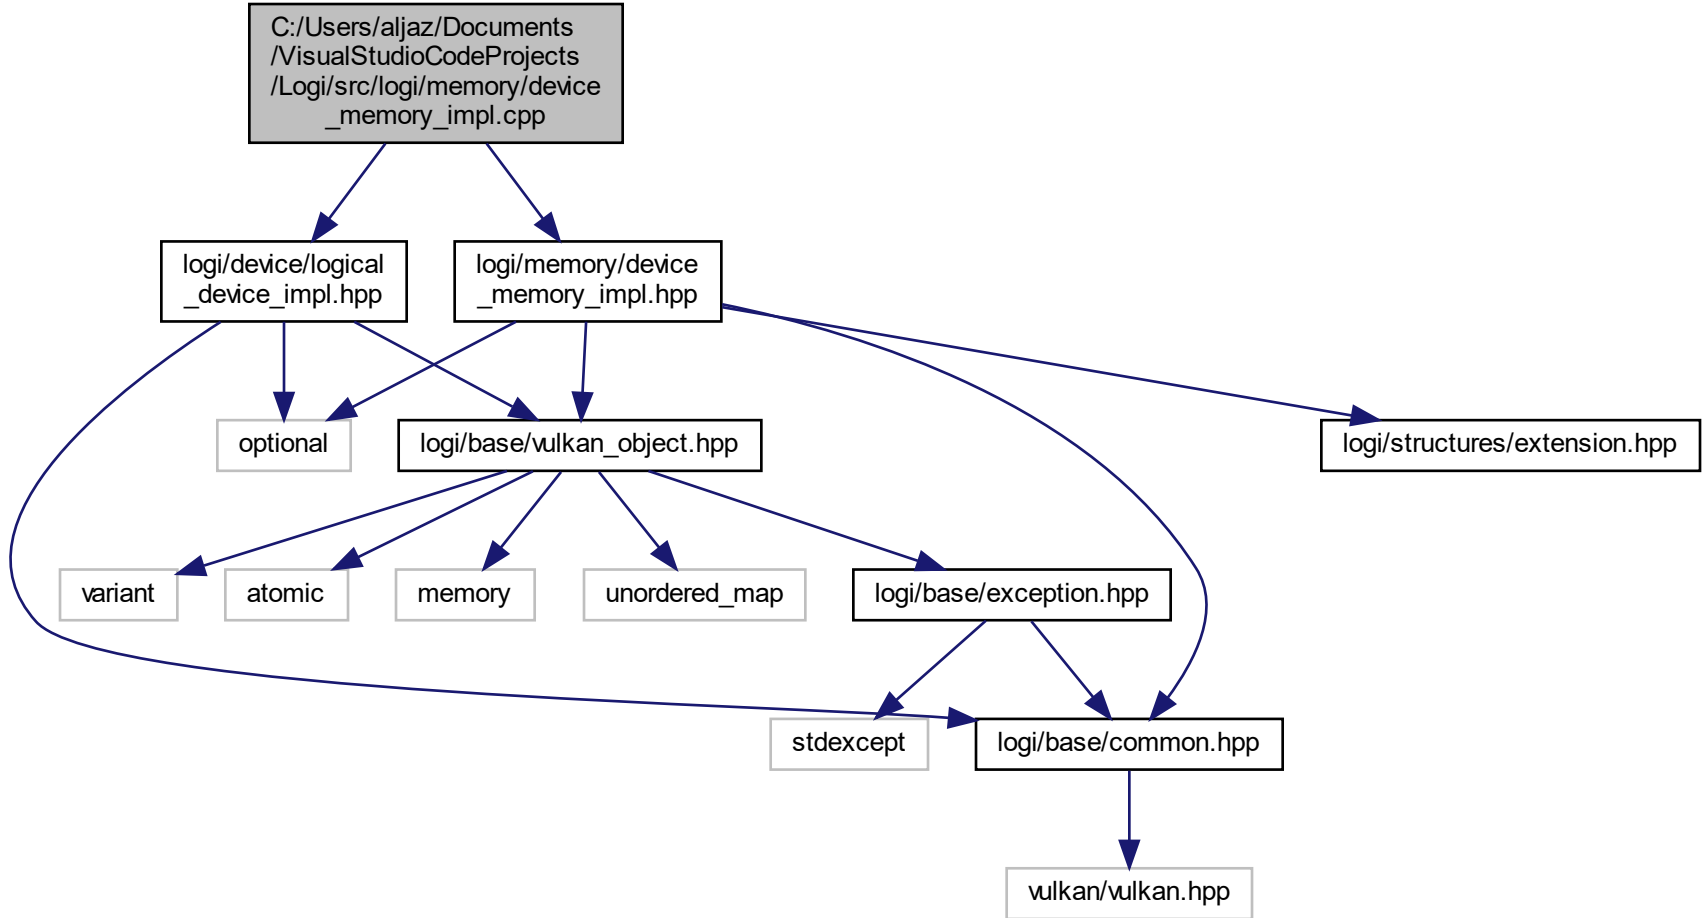 C:/Users/aljaz/Documents
/VisualStudioCodeProjects
/Logi/src/logi/memory/device
_memory_impl.cpp
logi/device/logical
_device_impl.hpp
logi/memory/device
_memory_impl.hpp
optional
logi/base/vulkan_object.hpp
logi/structures/extension.hpp
variant
atomic
memory
unordered_map
logi/base/exception.hpp
stdexcept
logi/base/common.hpp
vulkan/vulkan.hpp